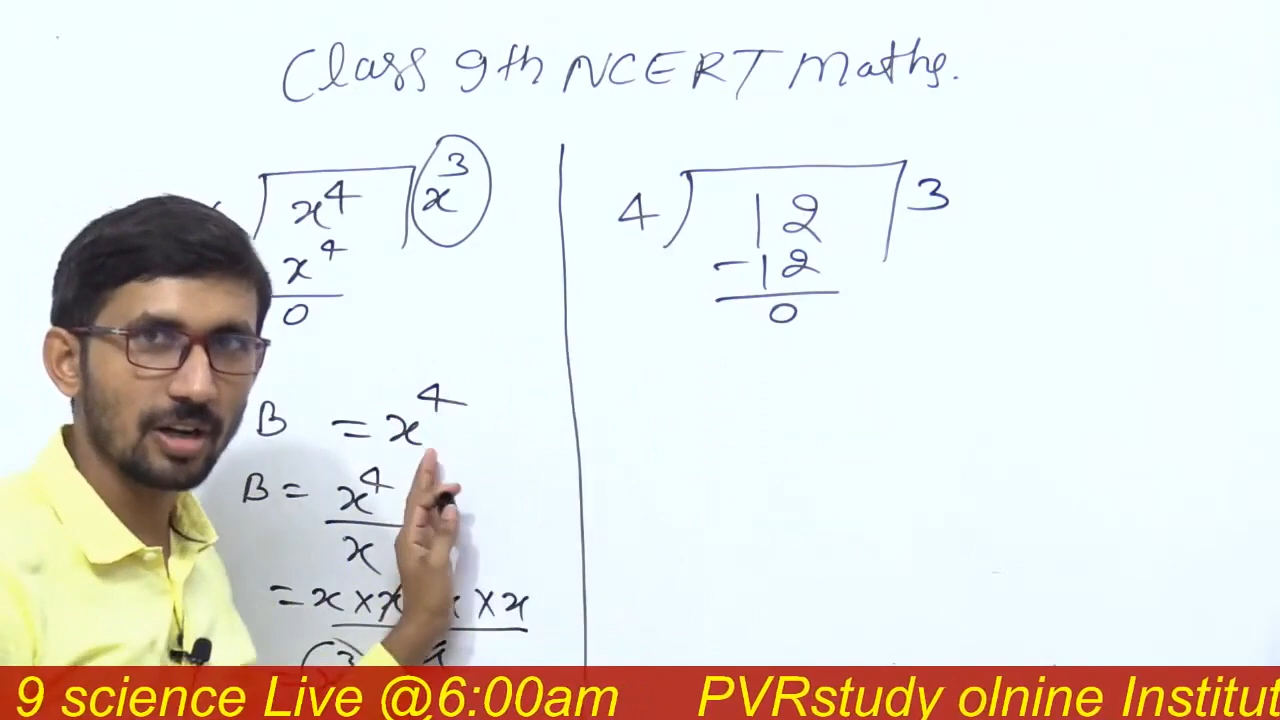 Class 9th NCERT Maths.
x⁴ x³
x⁴
0
B = x⁴
B = x⁴
x
= x × x × x
x³
4 12 3
-12
0
9 science Live @6:00am PVRstudy olnine Institut